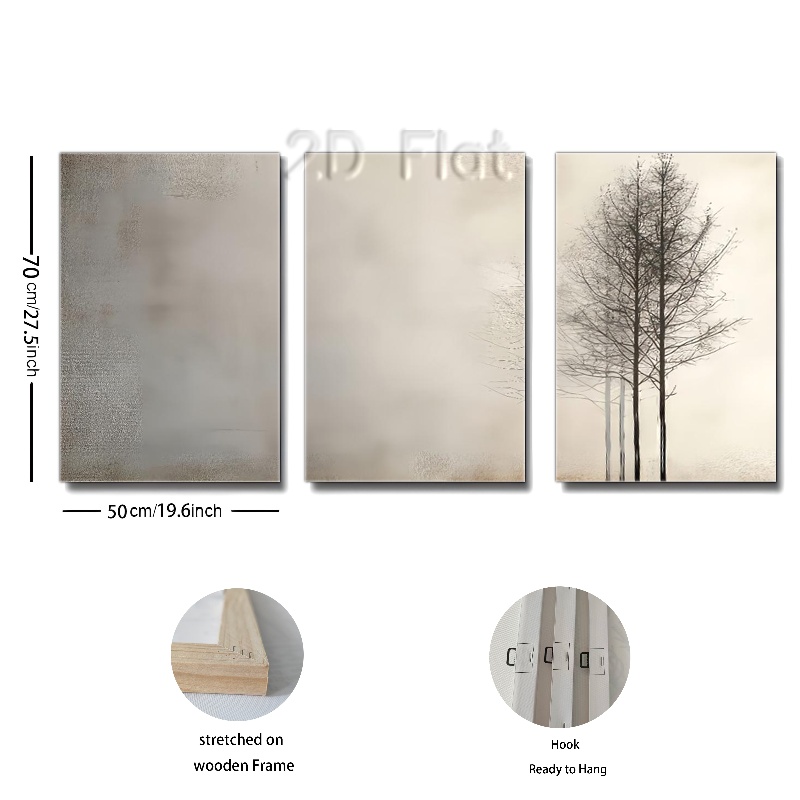 2D Flat
70 cm/27.5inch
50cm/19.6inch
stretched on
wooden Frame
Hook
Ready to Hang